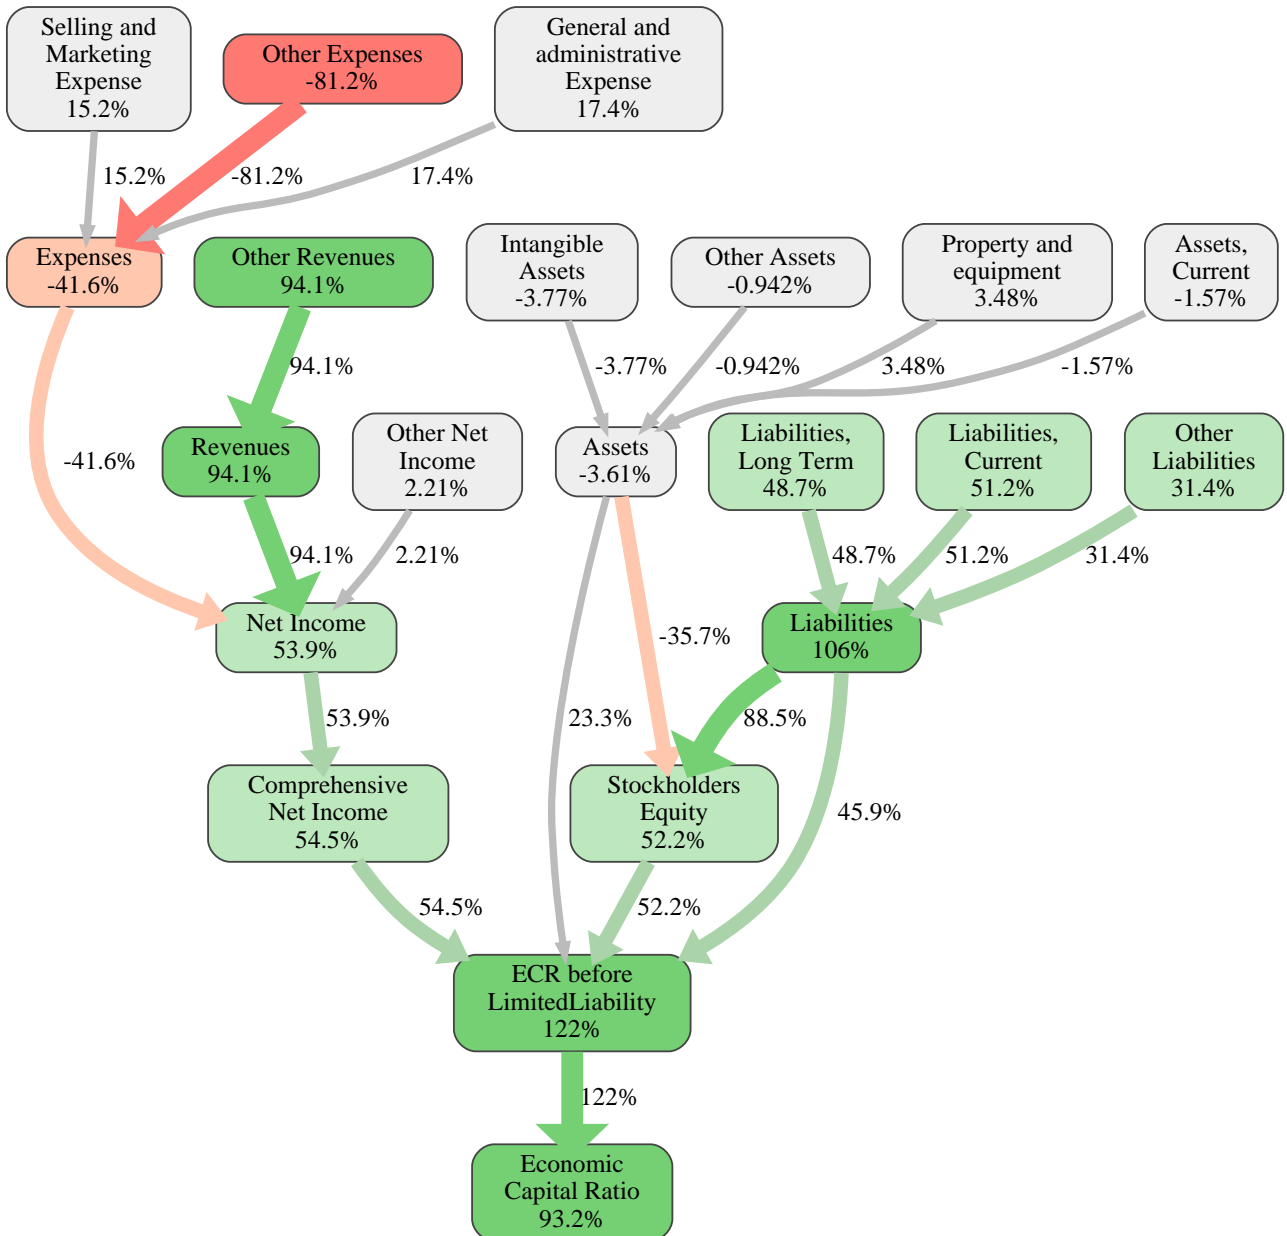 Selling and
Marketing
Expense
15.2%
Other Expenses
-81.2%
General and
administrative
Expense
17.4%
15.2%
-81.2%
17.4%
Expenses
-41.6%
Other Revenues
94.1%
Intangible
Assets
-3.77%
Other Assets
-0.942%
Property and
equipment
3.48%
Assets,
Current
-1.57%
94.1%
-3.77%
-0.942%
3.48%
-1.57%
-41.6%
Revenues
94.1%
Other Net
Income
2.21%
Assets
-3.61%
Liabilities,
Long Term
48.7%
Liabilities,
Current
51.2%
Other
Liabilities
31.4%
94.1%
2.21%
48.7%
51.2%
31.4%
Net Income
53.9%
-35.7%
Liabilities
106%
53.9%
23.3%
88.5%
Comprehensive
Net Income
54.5%
Stockholders
Equity
52.2%
45.9%
54.5%
52.2%
ECR before
LimitedLiability
122%
122%
Economic
Capital Ratio
93.2%